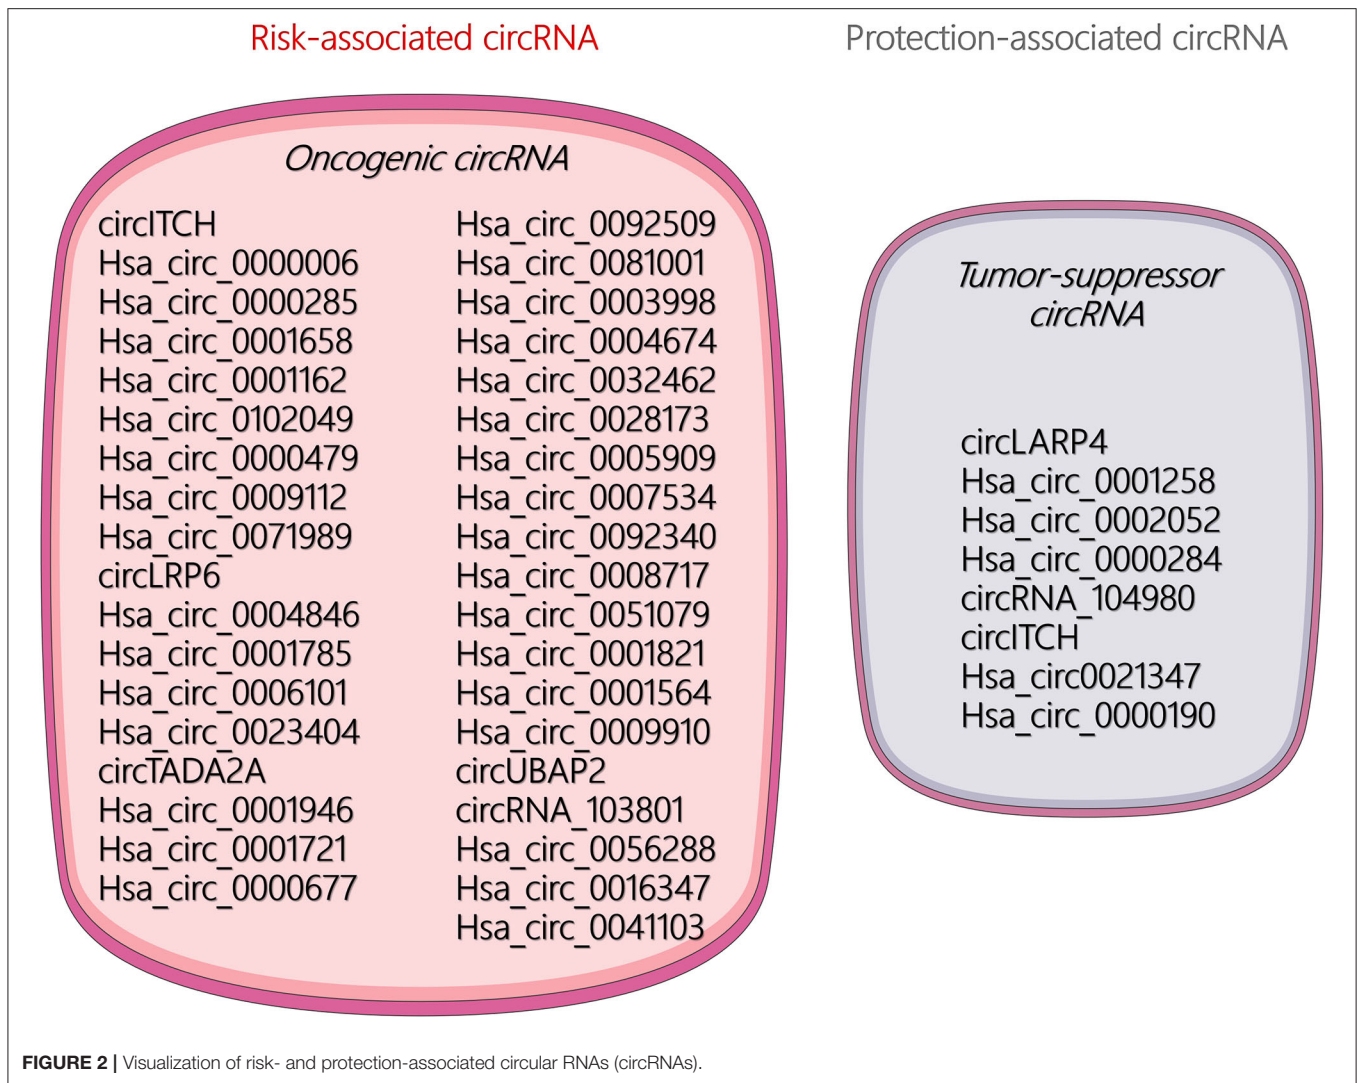 Risk-associated circRNA
Protection-associated circRNA
Oncogenic circRNA
circITCH
Hsa_circ_0000006
Hsa_circ_0000285
Hsa_circ_0001658
Hsa_circ_0001162
Hsa_circ_0102049
Hsa_circ_0000479
Hsa_circ_0009112
Hsa_circ_0071989
circLRP6
Hsa_circ_0004846
Hsa_circ_0001785
Hsa_circ_0006101
Hsa_circ_0023404
circTADA2A
Hsa_circ_0001946
Hsa_circ_0001721
Hsa_circ_0000677
Hsa_circ_0092509
Hsa_circ_0081001
Hsa_circ_0003998
Hsa_circ_0004674
Hsa_circ_0032462
Hsa_circ_0028173
Hsa_circ_0005909
Hsa_circ_0007534
Hsa_circ_0092340
Hsa_circ_0008717
Hsa_circ_0051079
Hsa_circ_0001821
Hsa_circ_0001564
Hsa_circ_0009910
circUBAP2
circRNA_103801
Hsa_circ_0056288
Hsa_circ_0016347
Hsa_circ_0041103
Tumor-suppressor
circRNA
circLARP4
Hsa_circ_0001258
Hsa_circ_0002052
Hsa_circ_0000284
circRNA_104980
circITCH
Hsa_circ0021347
Hsa_circ_0000190
FIGURE 2 | Visualization of risk- and protection-associated circular RNAs (circRNAs).